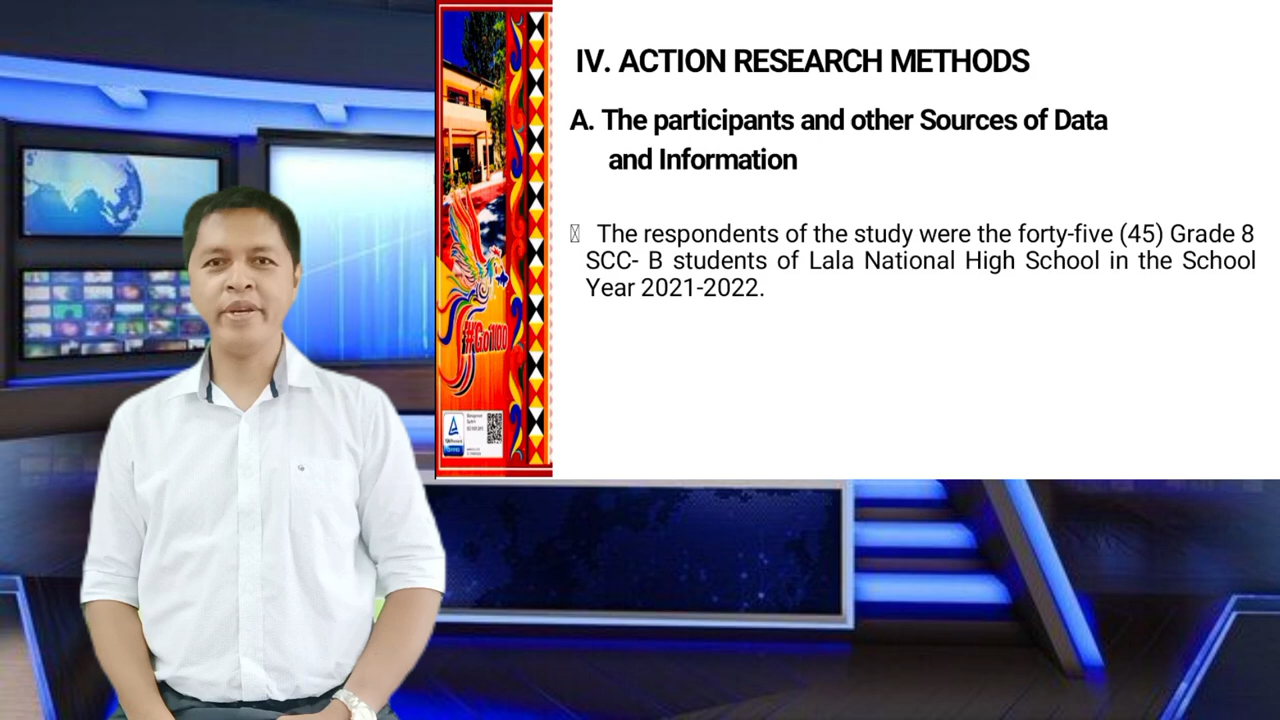 IV. ACTION RESEARCH METHODS
A. The participants and other Sources of Data
and Information
The respondents of the study were the forty-five (45) Grade 8
SCC- B students of Lala National High School in the School
Year 2021-2022.
#Go100